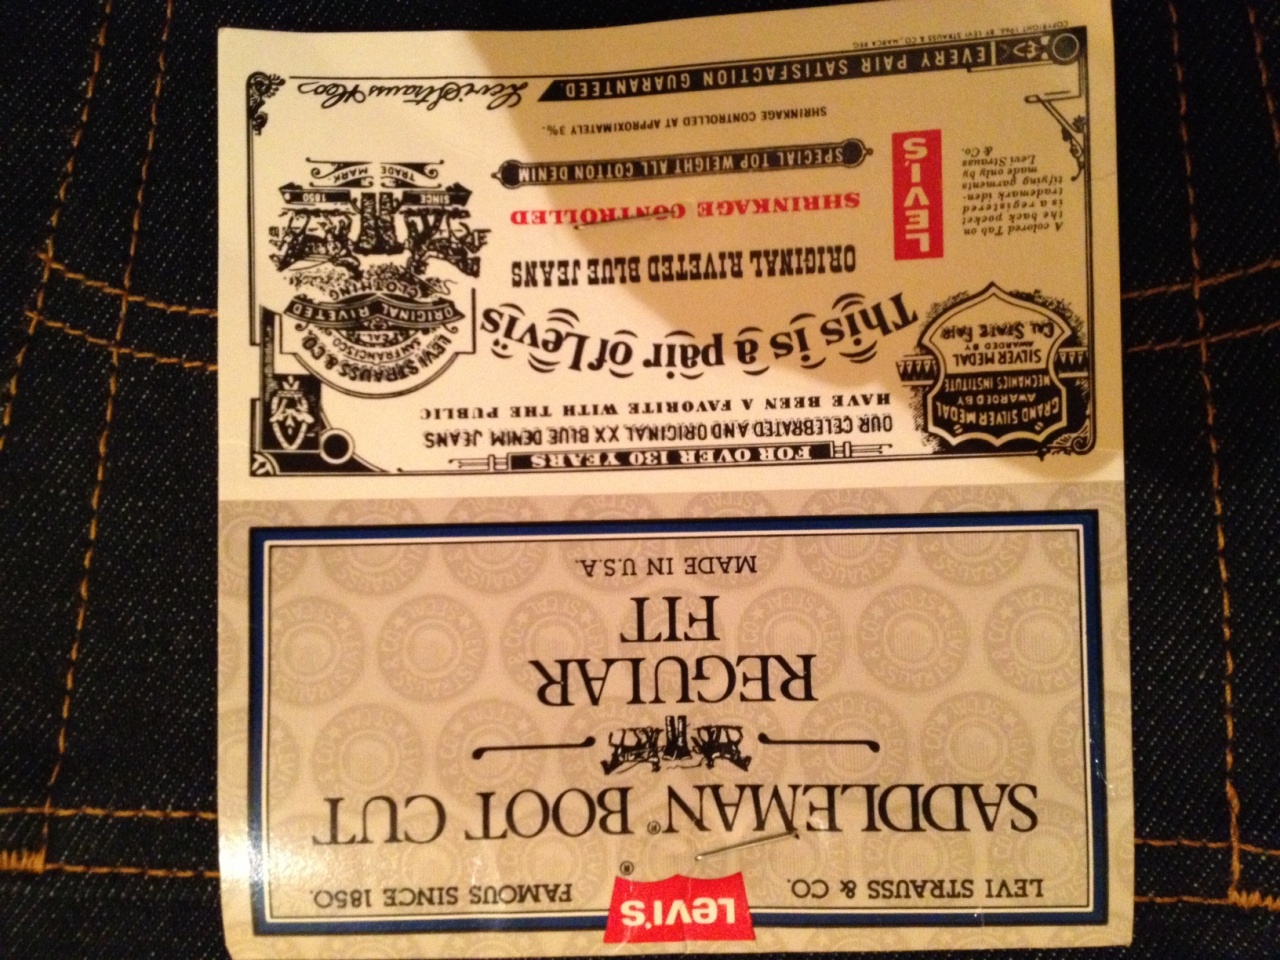 LEVI STRAUSS & CO.
Levi's
®
FAMOUS SINCE 1850.
SADDLEMAN® BOOT CUT
REGULAR
FIT
MADE IN U.S.A.
FOR OVER 130 YEARS
OUR CELEBRATED AND ORIGINAL XX BLUE DENIM JEANS
HAVE BEEN A FAVORITE WITH THE PUBLIC
GRAND SILVER MEDAL
AWARDED BY
MECHANICS INSTITUTE
SILVER MEDAL
AWARDED BY
CAL STATE FAIR
This is a pair of Levis
ORIGINAL RIVETED BLUE JEANS
SHRINKAGE CONTROLLED
SPECIAL TOP WEIGHT ALL COTTON DENIM
SHRINKAGE CONTROLLED AT APPROXIMATELY 3%.
LEVI STRAUSS & CO.
SAN FRANCISCO
CAL
ORIGINAL RIVETED
CLOTHING
SINCE 1850
TRADE MARK
A colored Tab on
the back pocket
is a registered
trademark iden-
tifying garments
made only by
Levi Strauss
& Co.
LEVI'S
EVERY PAIR SATISFACTION GUARANTEED
Levi Strauss & Co
COPYRIGHT 1966 BY LEVI STRAUSS & CO., MARCA REG.